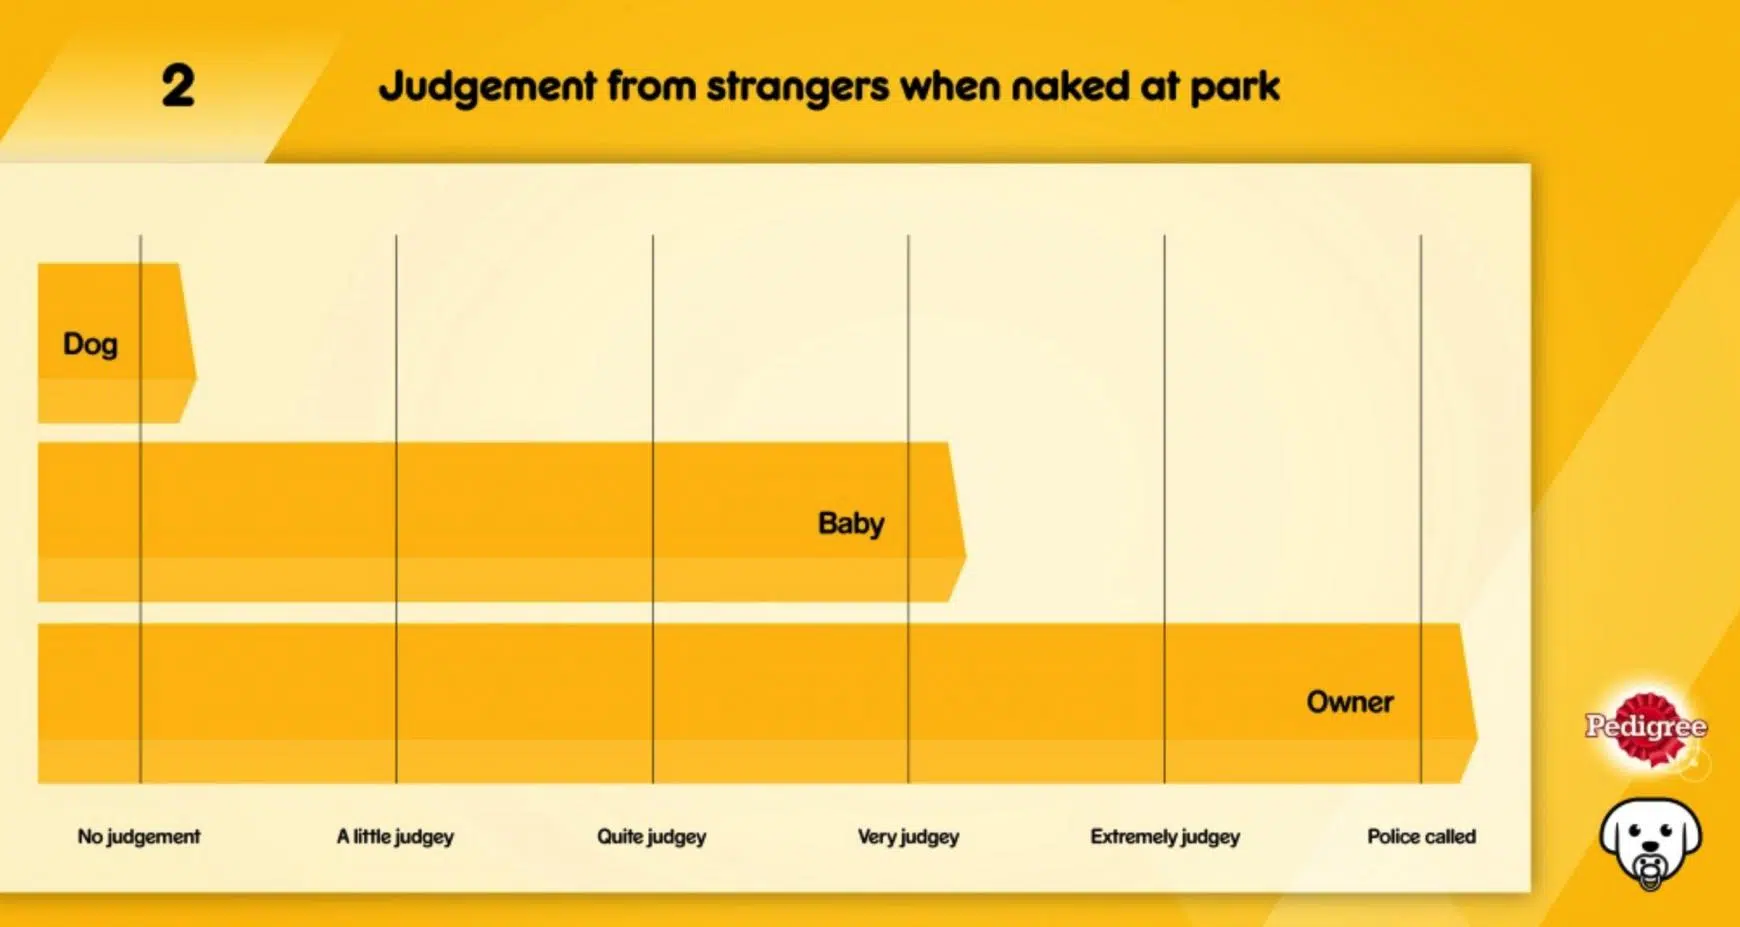 2
Judgement from strangers when naked at park
Dog
Baby
Owner
No judgement
A little judgey
Quite judgey
Very judgey
Extremely judgey
Police called
Pedigree